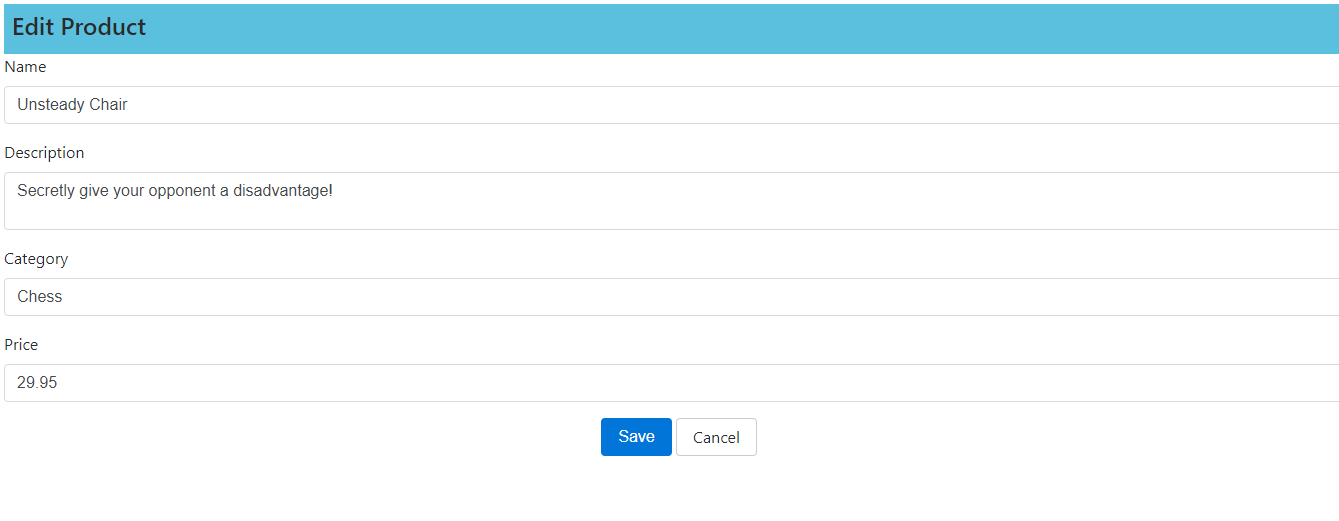 Edit Product
Name
Unsteady Chair
Description
Secretly give your opponent a disadvantage!
Category
Chess
Price
29.95
Save Cancel